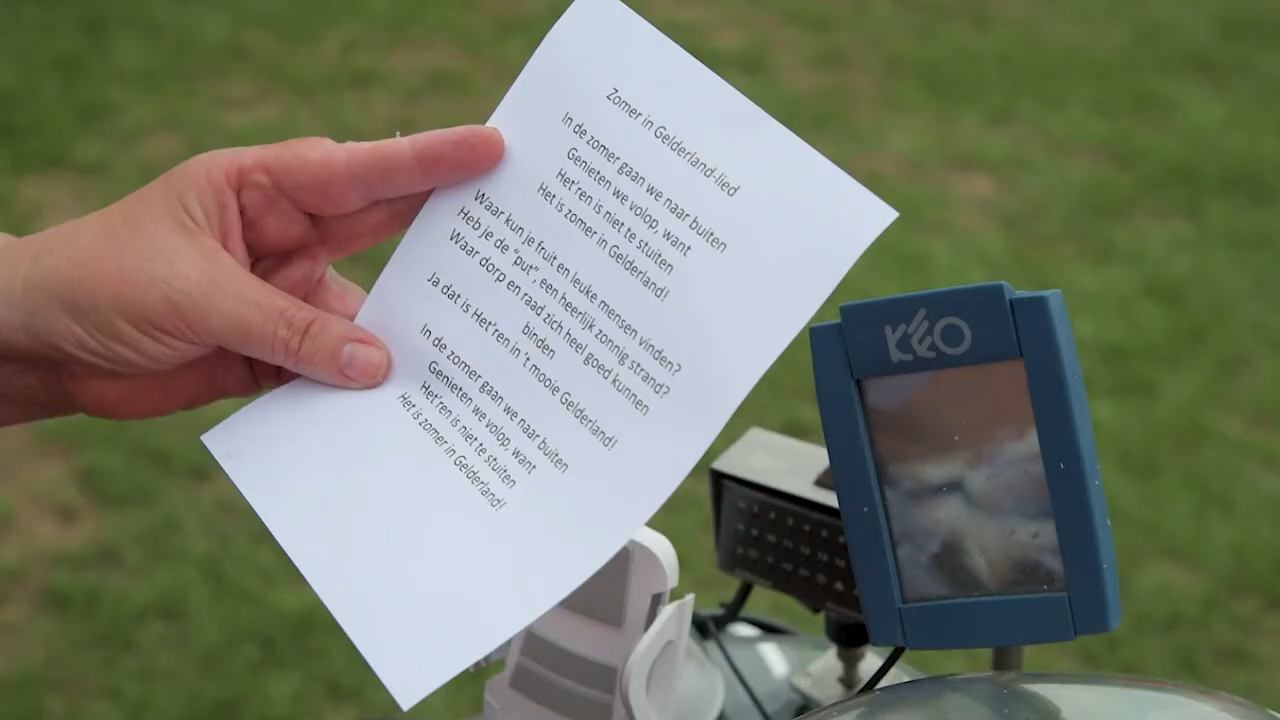 Zomer in Gelderland-lied
In de zomer gaan we naar buiten
Genieten we volop, want
Het'ren is niet te stuiten
Het is zomer in Gelderland!
Waar kun je fruit en leuke mensen vinden?
Heb je de “put”, een heerlijk zonnig strand?
Waar dorp en raad zich heel goed kunnen
binden
Ja dat is Het'ren in 't mooie Gelderland!
In de zomer gaan we naar buiten
Genieten we volop, want
Het'ren is niet te stuiten
Het is zomer in Gelderland!
KEO